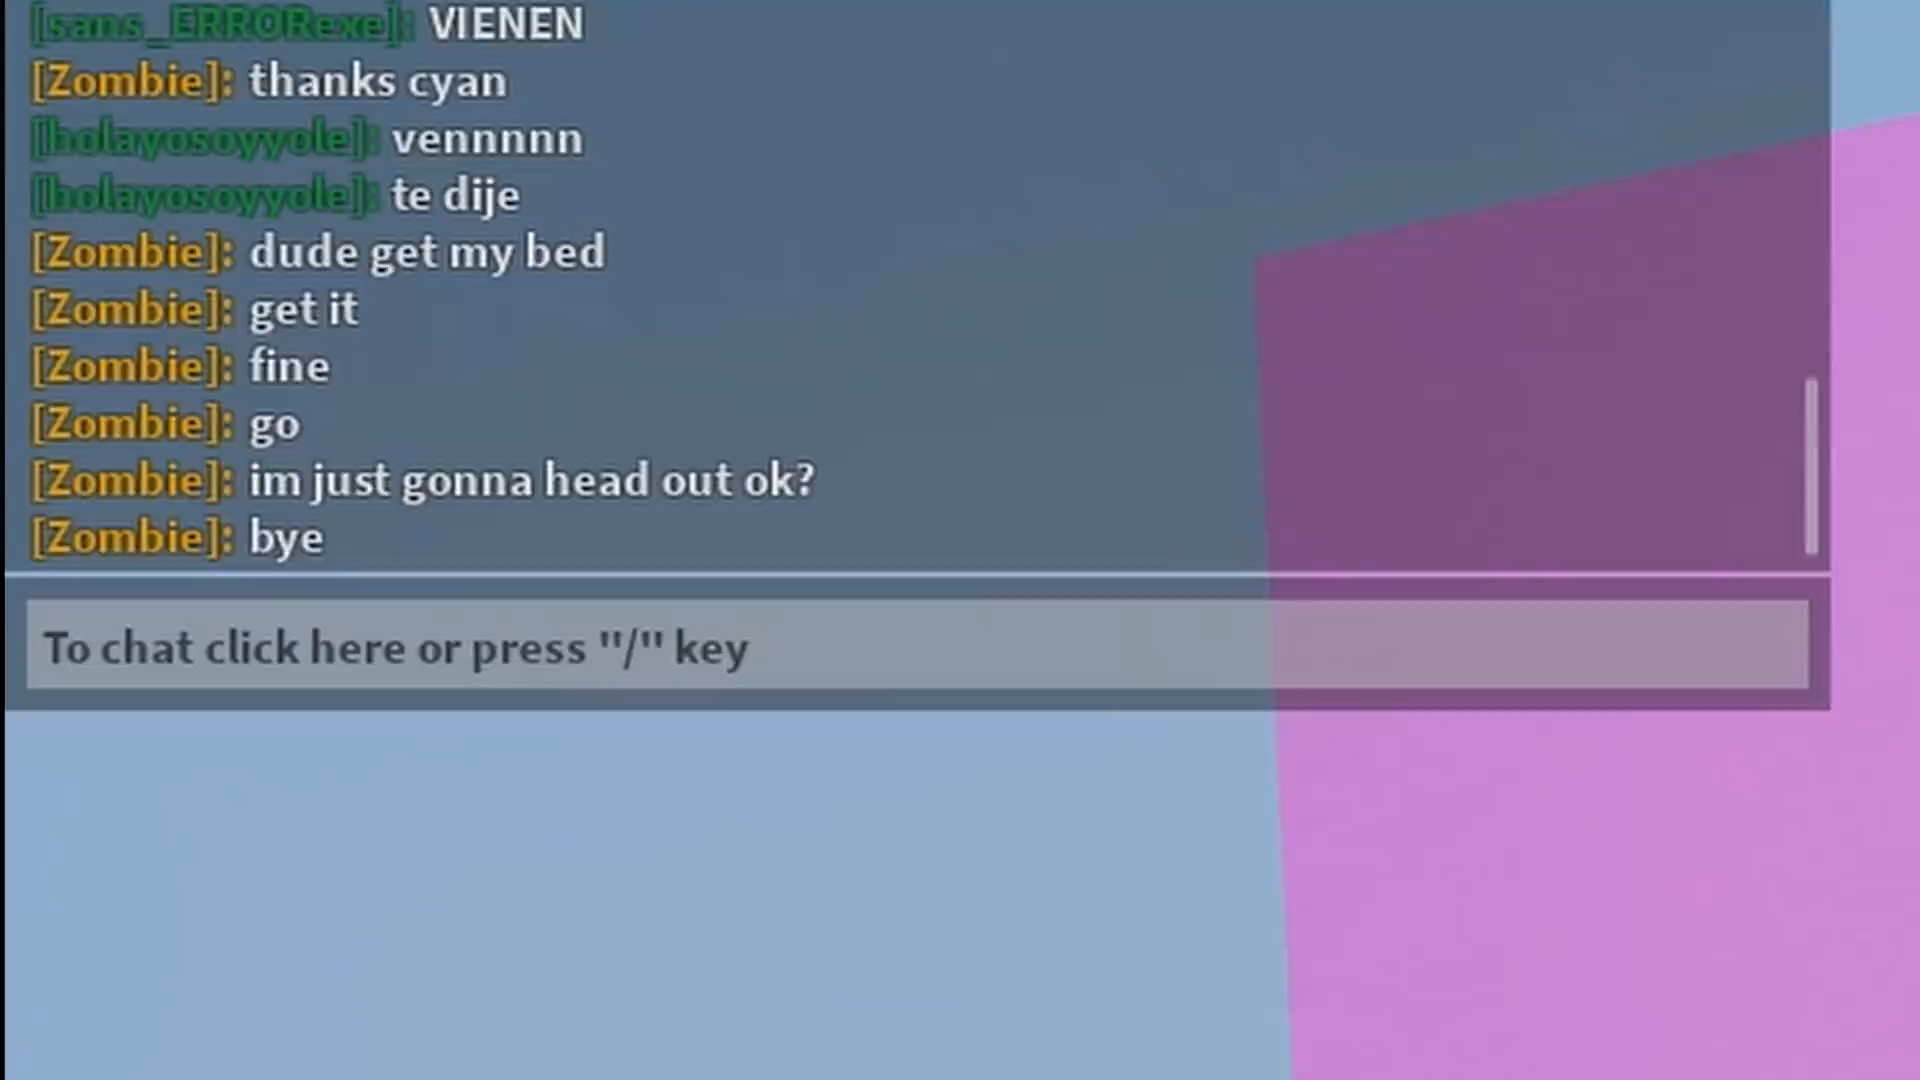 [sans_ERRORexe]: VIENEN
[Zombie]: thanks cyan
[holayosoyyole]: vennnnn
[holayosoyyole]: te dije
[Zombie]: dude get my bed
[Zombie]: get it
[Zombie]: fine
[Zombie]: go
[Zombie]: im just gonna head out ok?
[Zombie]: bye
To chat click here or press "/" key